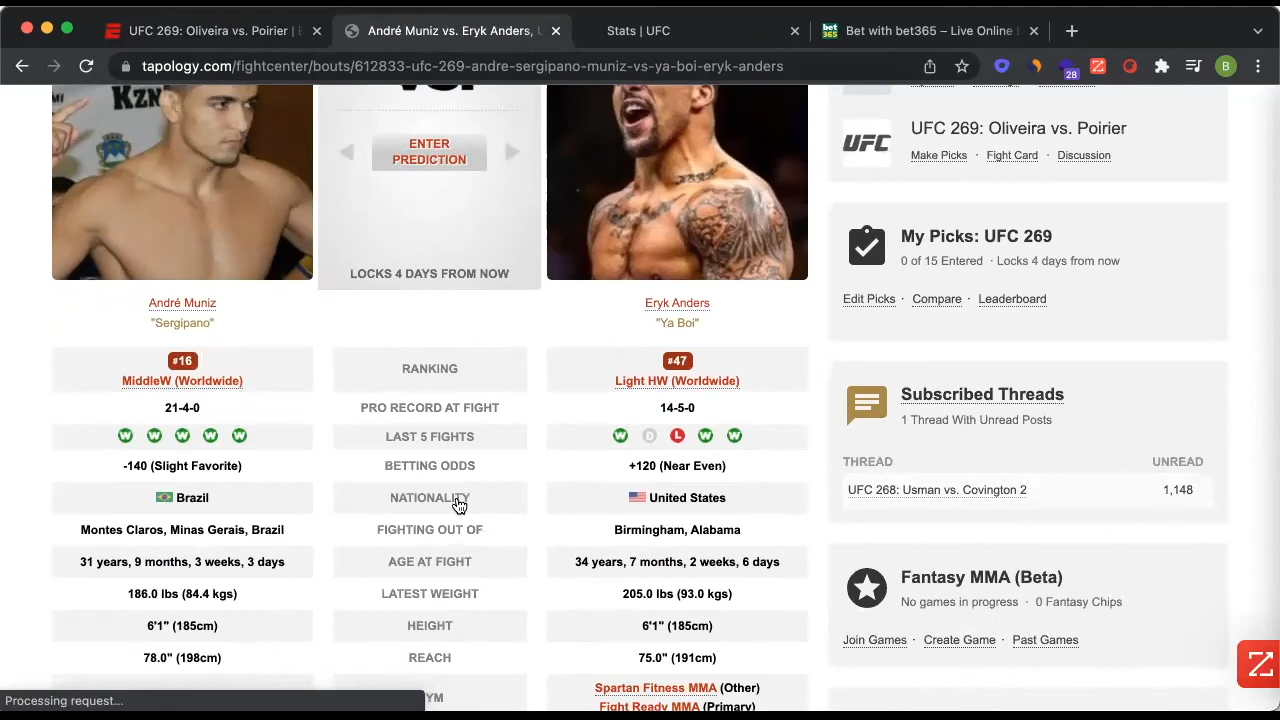 UFC 269: Oliveira vs. Poirier |
André Muniz vs. Eryk Anders,
Stats | UFC
bet365 Bet with bet365 – Live Online
tapology.com/fightcenter/bouts/612833-ufc-269-andre-sergipano-muniz-vs-ya-boi-eryk-anders
28
B
ENTER
PREDICTION
LOCKS 4 DAYS FROM NOW
André Muniz
"Sergipano"
Eryk Anders
"Ya Boi"
#16
MiddleW (Worldwide)
RANKING
#47
Light HW (Worldwide)
21-4-0 PRO RECORD AT FIGHT 14-5-0
W W W W W LAST 5 FIGHTS W D L W W
-140 (Slight Favorite) BETTING ODDS +120 (Near Even)
Brazil NATIONALITY United States
Montes Claros, Minas Gerais, Brazil FIGHTING OUT OF Birmingham, Alabama
31 years, 9 months, 3 weeks, 3 days AGE AT FIGHT 34 years, 7 months, 2 weeks, 6 days
186.0 lbs (84.4 kgs) LATEST WEIGHT 205.0 lbs (93.0 kgs)
6'1" (185cm) HEIGHT 6'1" (185cm)
78.0" (198cm) REACH 75.0" (191cm)
Spartan Fitness MMA (Other)
Fight Ready MMA (Primary)
Processing request...
UFC
UFC 269: Oliveira vs. Poirier
Make Picks · Fight Card · Discussion
My Picks: UFC 269
0 of 15 Entered · Locks 4 days from now
Edit Picks · Compare · Leaderboard
Subscribed Threads
1 Thread With Unread Posts
THREAD UNREAD
UFC 268: Usman vs. Covington 2 1,148
Fantasy MMA (Beta)
No games in progress · 0 Fantasy Chips
Join Games · Create Game · Past Games